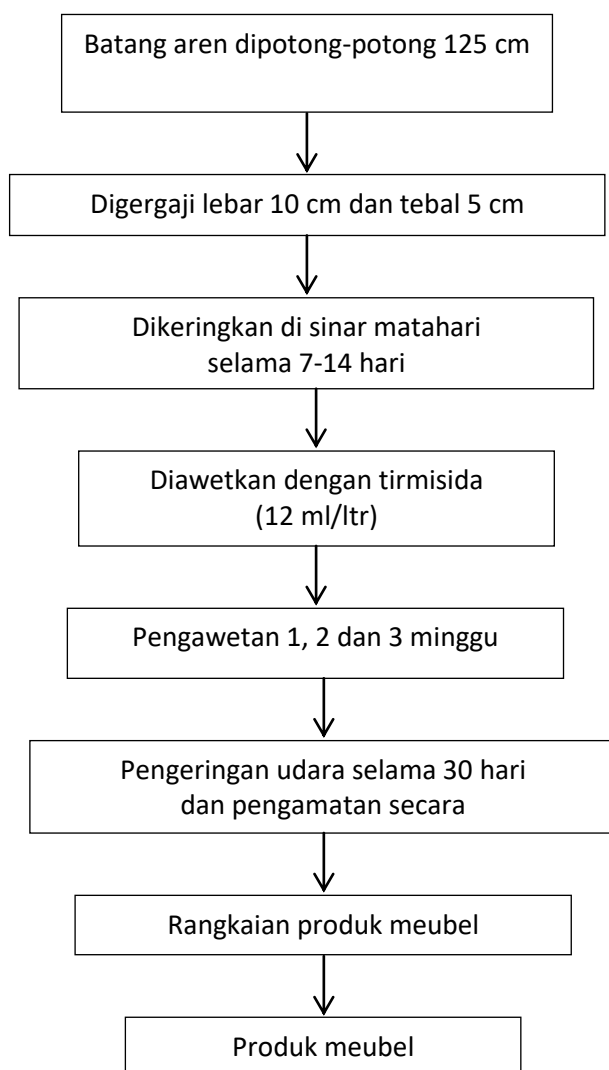 Batang aren dipotong-potong 125 cm
Digergaji lebar 10 cm dan tebal 5 cm
Dikeringkan di sinar matahari
selama 7-14 hari
Diawetkan dengan tirmisida
(12 ml/ltr)
Pengawetan 1, 2 dan 3 minggu
Pengeringan udara selama 30 hari
dan pengamatan secara
Rangkaian produk meubel
Produk meubel